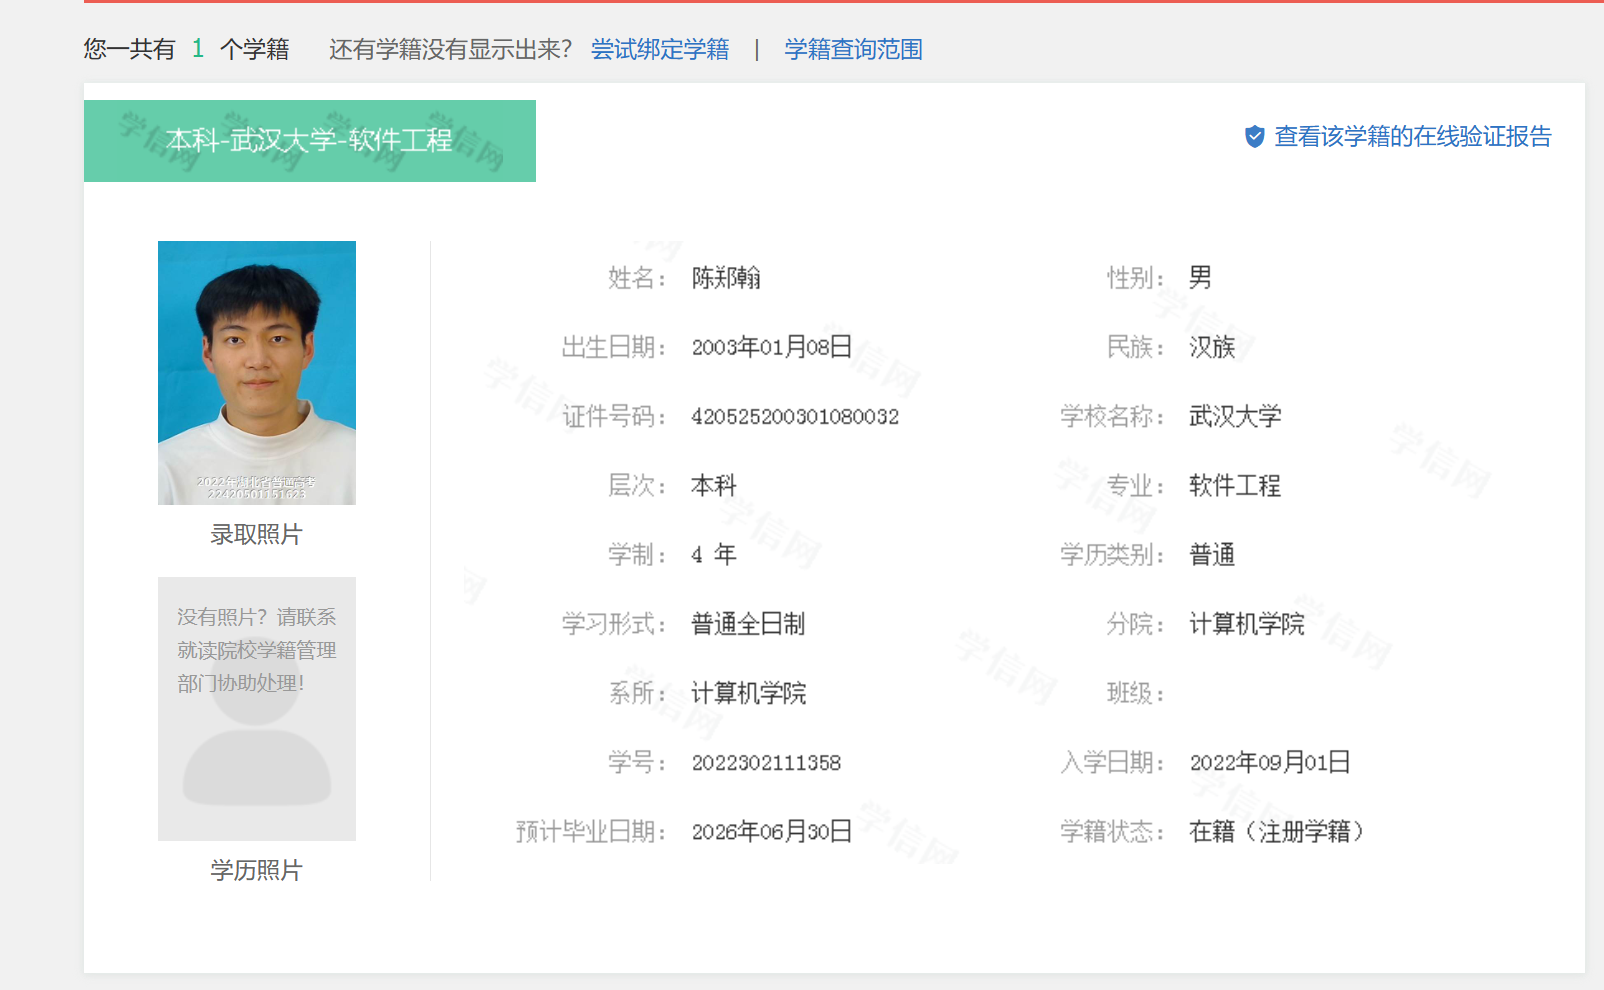 您一共有 1 个学籍 还有学籍没有显示出来？ 尝试绑定学籍 | 学籍查询范围
本科-武汉大学-软件工程
查看该学籍的在线验证报告
2022年湖北省普通高考
22420501151623
录取照片
没有照片？请联系
就读院校学籍管理
部门协助处理！
学历照片
姓名： 陈郑翰 性别： 男
出生日期： 2003年01月08日 民族： 汉族
证件号码： 420525200301080032 学校名称： 武汉大学
层次： 本科 专业： 软件工程
学制： 4 年 学历类别： 普通
学习形式： 普通全日制 分院： 计算机学院
系所： 计算机学院 班级：
学号： 2022302111358 入学日期： 2022年09月01日
预计毕业日期： 2026年06月30日 学籍状态： 在籍（注册学籍）
学信网